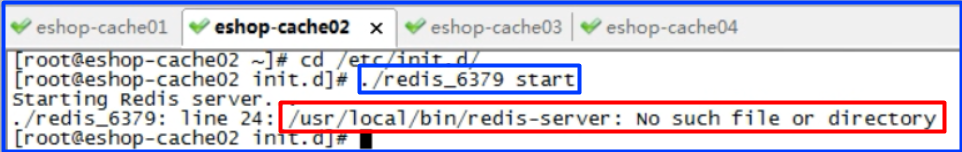 eshop-cache01 eshop-cache02 x eshop-cache03 eshop-cache04
[root@eshop-cache02 ~]# cd /etc/init.d/
[root@eshop-cache02 init.d]# ./redis_6379 start
Starting Redis server...
./redis_6379: line 24: /usr/local/bin/redis-server: No such file or directory
[root@eshop-cache02 init.d]#